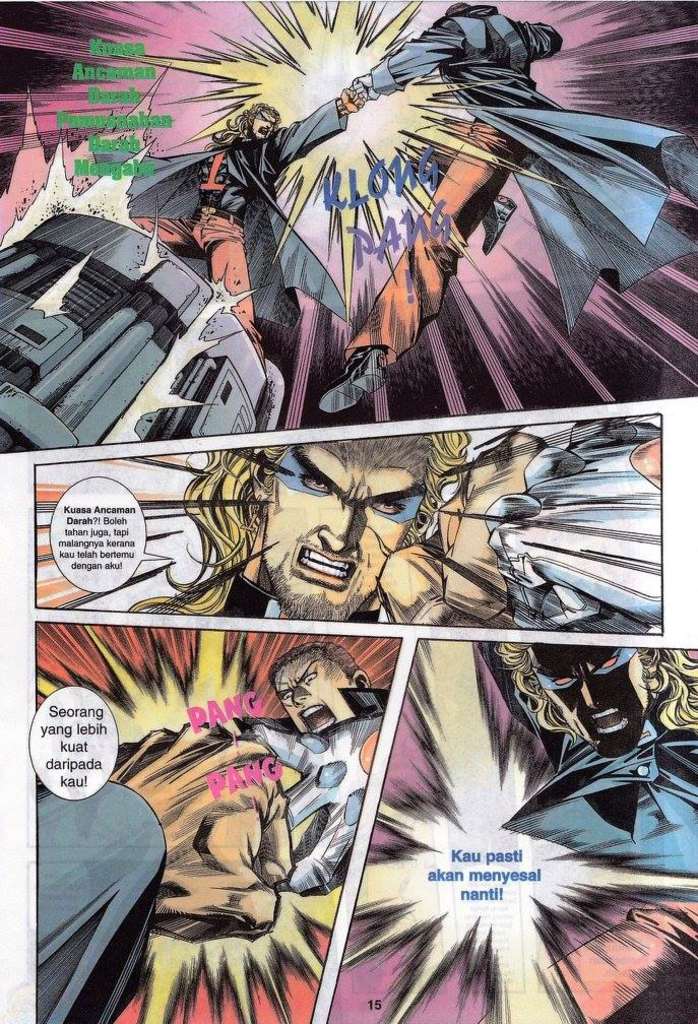 Kuasa
Ancaman
Darah
Pemusnahan
Darah
Mengalir
KLONG
PANG
!
Kuasa Ancaman
Darah?! Boleh
tahan juga, tapi
malangnya kerana
kau telah bertemu
dengan aku!
Seorang
yang lebih
kuat
daripada
kau!
PANG
!
PANG
Kau pasti
akan menyesal
nanti!
15